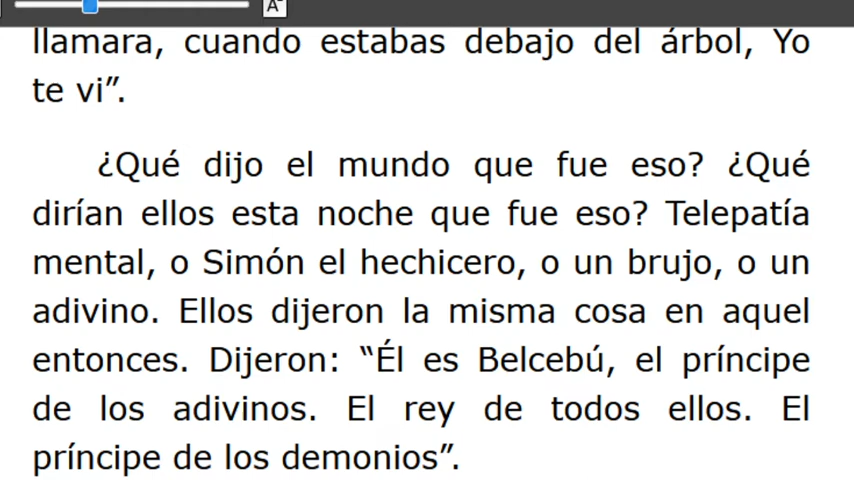 A
llamara, cuando estabas debajo del árbol, Yo
te vi”.
¿Qué dijo el mundo que fue eso? ¿Qué
dirían ellos esta noche que fue eso? Telepatía
mental, o Simón el hechicero, o un brujo, o un
adivino. Ellos dijeron la misma cosa en aquel
entonces. Dijeron: “Él es Belcebú, el príncipe
de los adivinos. El rey de todos ellos. El
príncipe de los demonios”.